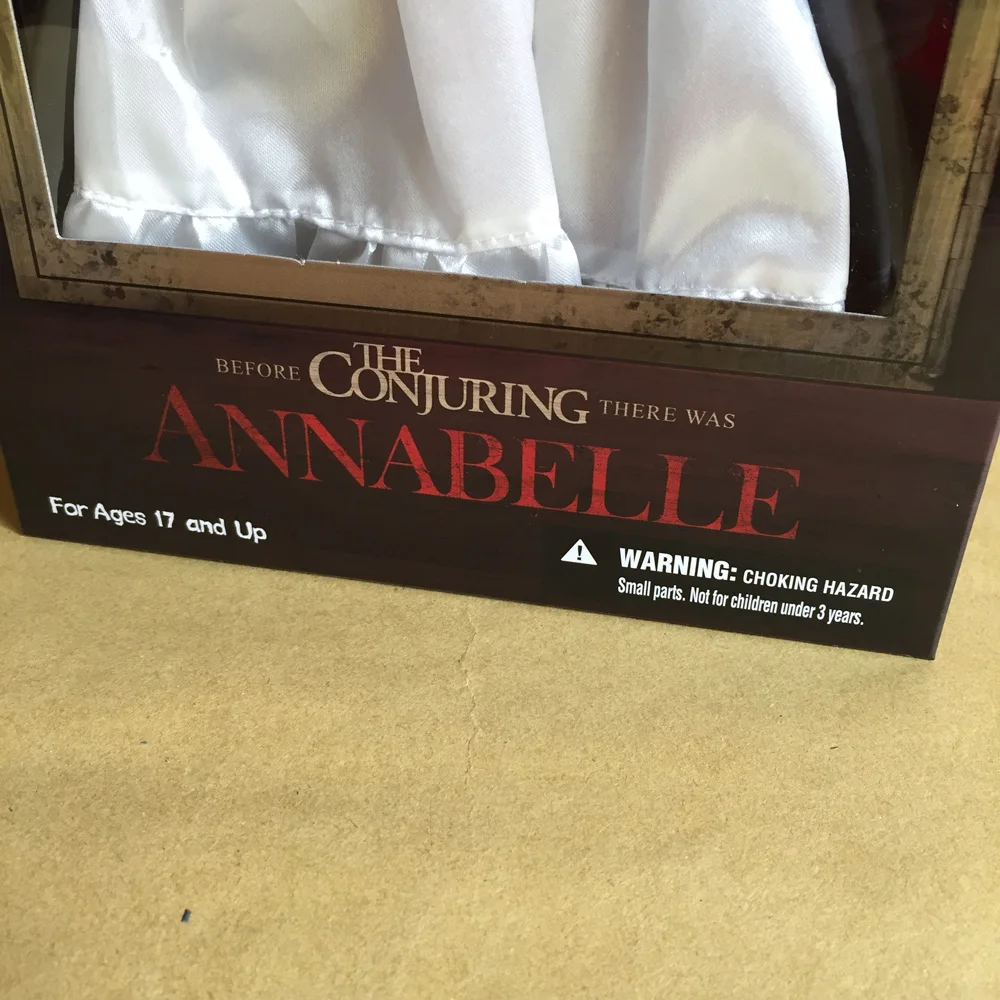 BEFORE THE CONJURING THERE WAS
ANNABELLE
For Ages 17 and Up
WARNING: CHOKING HAZARD
Small parts. Not for children under 3 years.